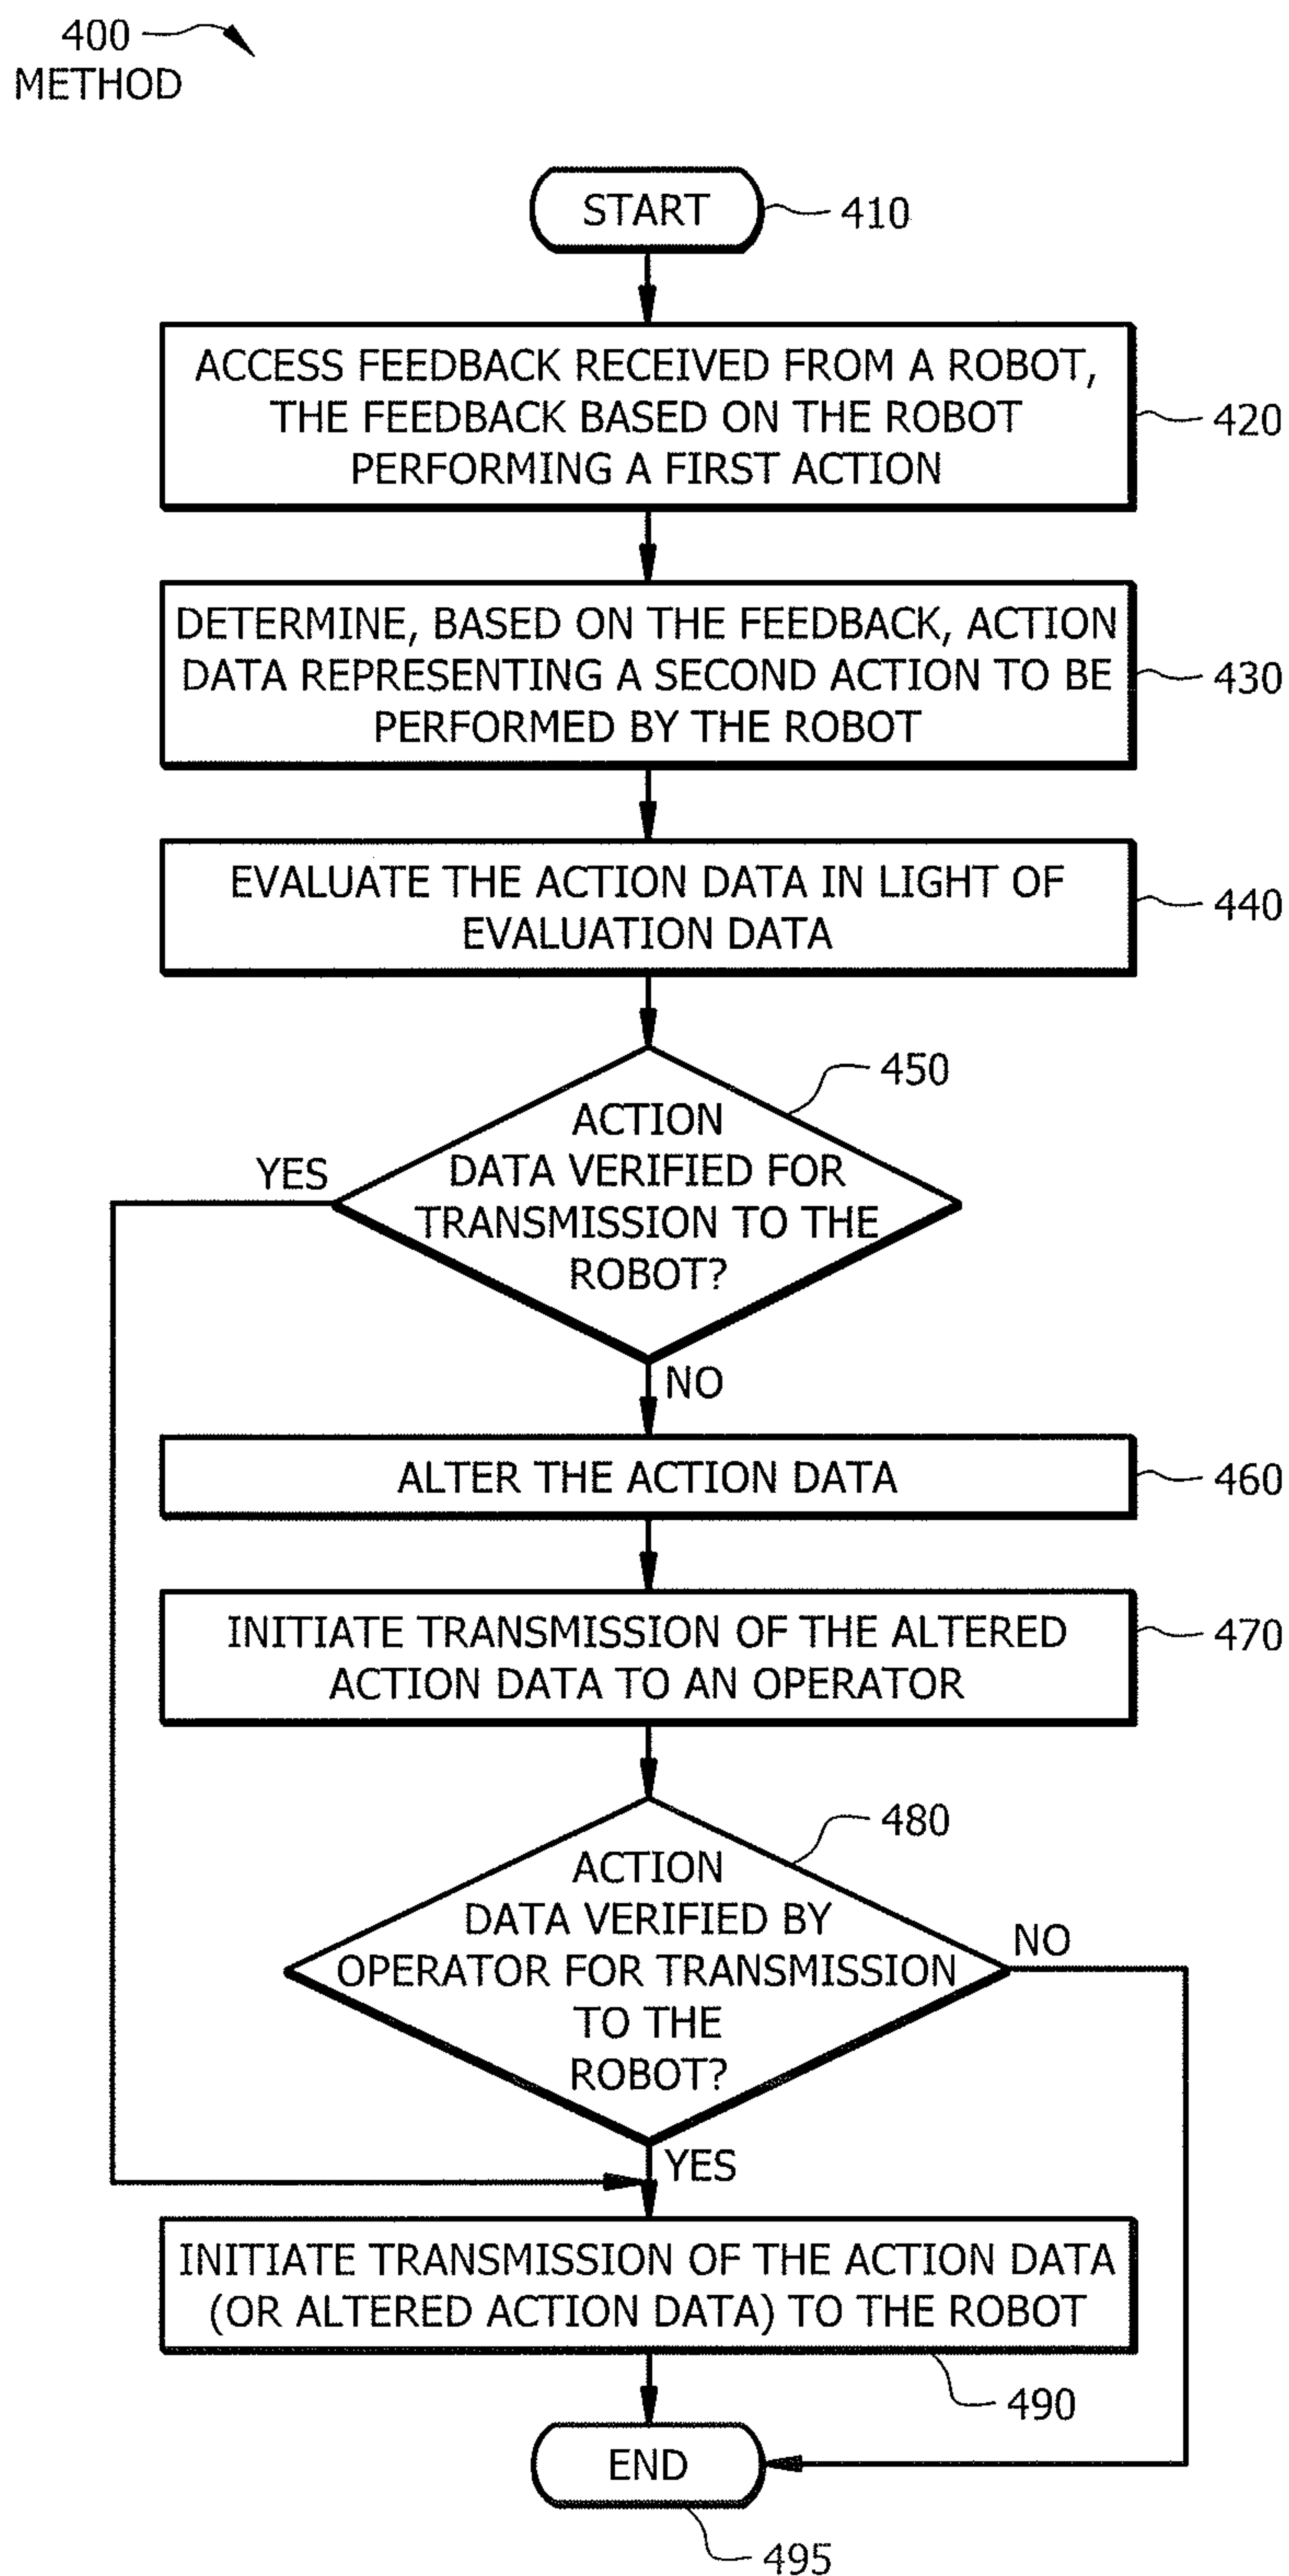 400
METHOD
START
410
ACCESS FEEDBACK RECEIVED FROM A ROBOT,
THE FEEDBACK BASED ON THE ROBOT
PERFORMING A FIRST ACTION
420
DETERMINE, BASED ON THE FEEDBACK, ACTION
DATA REPRESENTING A SECOND ACTION TO BE
PERFORMED BY THE ROBOT
430
EVALUATE THE ACTION DATA IN LIGHT OF
EVALUATION DATA
440
450
ACTION
DATA VERIFIED FOR
TRANSMISSION TO THE
ROBOT?
YES
NO
ALTER THE ACTION DATA
460
INITIATE TRANSMISSION OF THE ALTERED
ACTION DATA TO AN OPERATOR
470
480
ACTION
DATA VERIFIED BY
OPERATOR FOR TRANSMISSION
TO THE
ROBOT?
NO
YES
INITIATE TRANSMISSION OF THE ACTION DATA
(OR ALTERED ACTION DATA) TO THE ROBOT
490
END
495